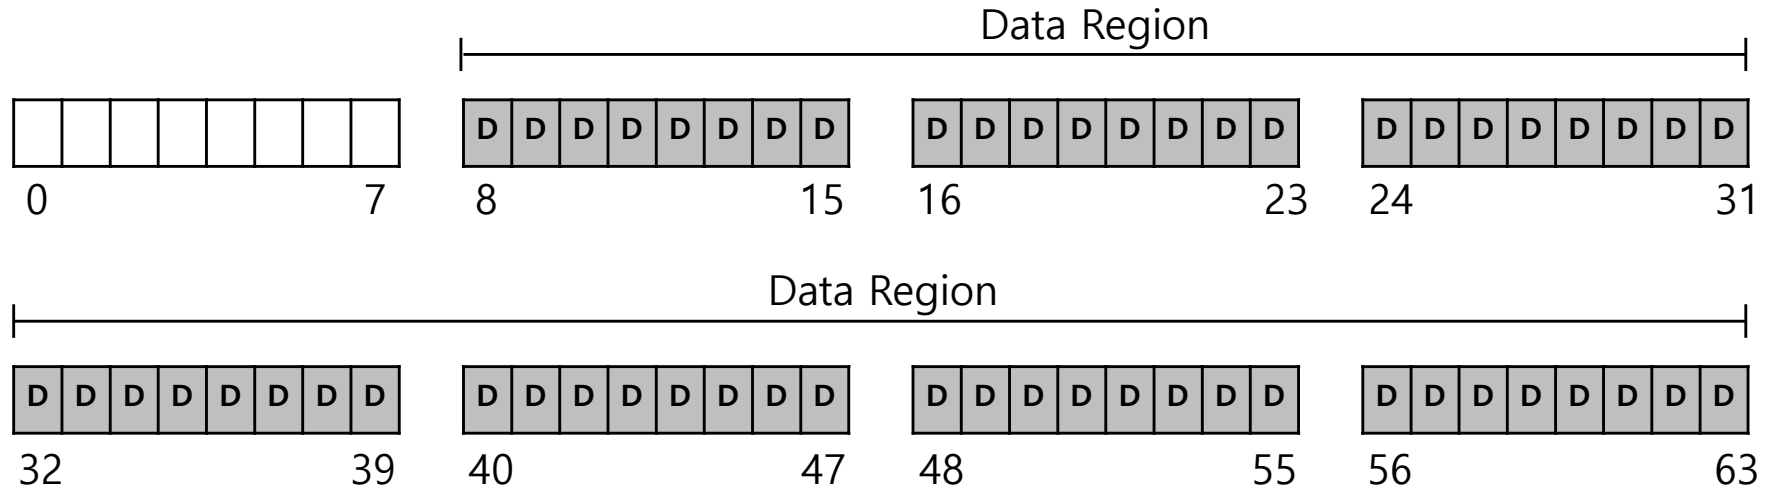 Data Region
D D D D D D D D D D D D D D D D D D D D D D D D
0 7 8 15 16 23 24 31
Data Region
D D D D D D D D D D D D D D D D D D D D D D D D D D D D D D D D
32 39 40 47 48 55 56 63